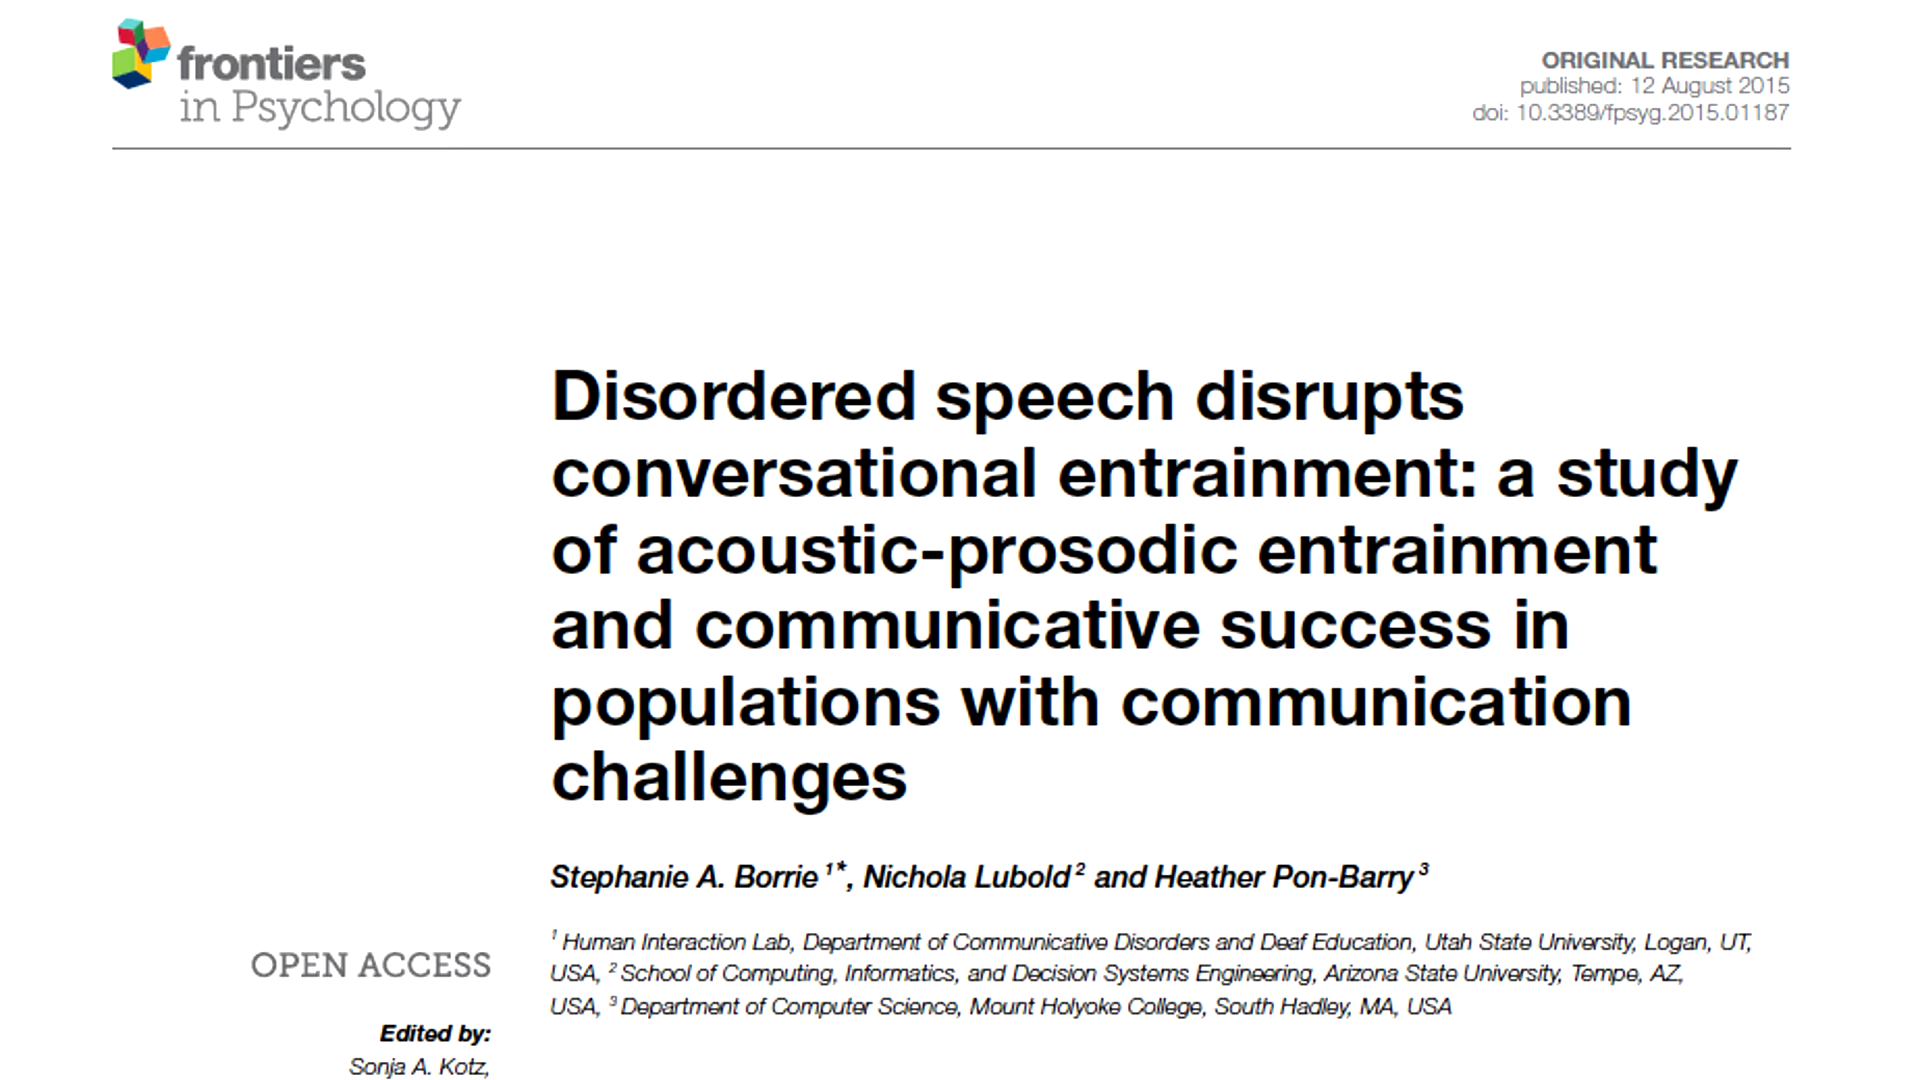 frontiers
in Psychology
ORIGINAL RESEARCH
published: 12 August 2015
doi: 10.3389/fpsyg.2015.01187
Disordered speech disrupts
conversational entrainment: a study
of acoustic-prosodic entrainment
and communicative success in
populations with communication
challenges
Stephanie A. Borrie 1*, Nichola Lubold 2 and Heather Pon-Barry 3
1 Human Interaction Lab, Department of Communicative Disorders and Deaf Education, Utah State University, Logan, UT,
USA, 2 School of Computing, Informatics, and Decision Systems Engineering, Arizona State University, Tempe, AZ,
USA, 3 Department of Computer Science, Mount Holyoke College, South Hadley, MA, USA
OPEN ACCESS
Edited by:
Sonja A. Kotz,